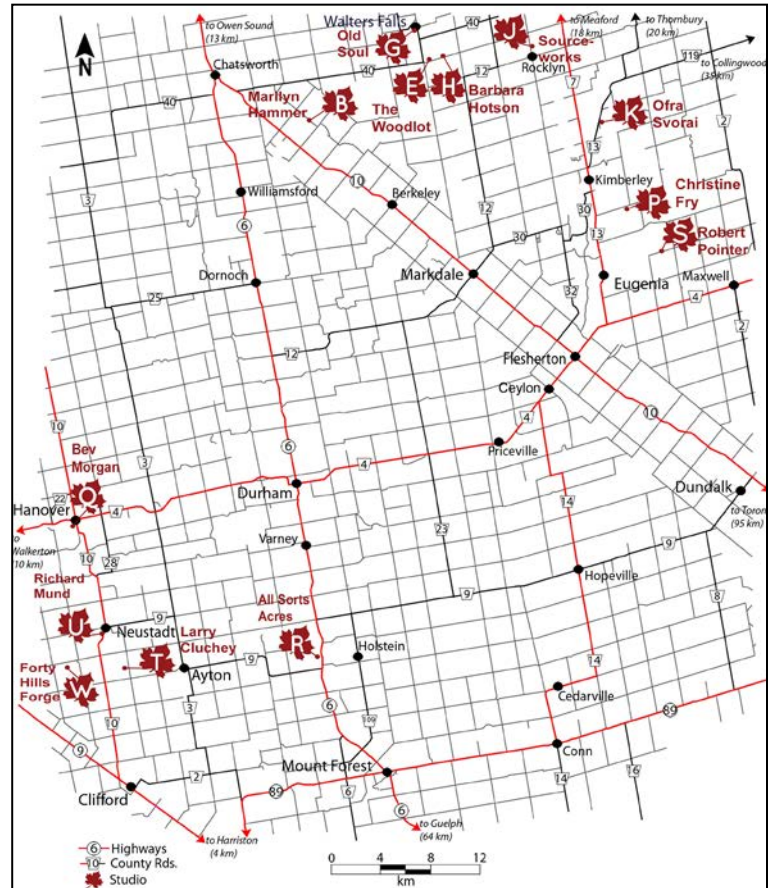 to Owen Sound
(13 km)
Walters Falls
Old
Soul
G
40
J
Source-
works
to Meaford
(18 km)
to Thornbury
(20 km)
119
to Collingwood
N
Chatsworth
40
12
Rocklyn
7
40
Marilyn
Hammer
B
E
The
Woodlot
H
Barbara
Hotson
K
Ofra
Svorai
2
13
3
Williamsford
10
Berkeley
12
Kimberley
30
13
P
Christine
Fry
S
Robert
Pointer
6
30
Dornoch
25
Markdale
32
Eugenia
Maxwell
4
2
12
Flesherton
Ceylon
4
10
10
Bev
Morgan
3
6
4
Priceville
22
O
Hanover
4
Durham
14
Dundalk
to
Walkerton
(10 km)
to Toron
(95 km)
10
28
Varney
23
9
Richard
Mund
Hopeville
9
8
U
Neustadt
9
Larry
Cluchey
T
Ayton
9
All Sorts
Acres
R
Holstein
14
Forty
Hills
Forge
W
3
6
109
Cedarville
89
9
10
2
Mount Forest
Conn
Clifford
89
6
14
16
6
to Guelph
(64 km)
to Harriston
(4 km)
6 Highways
10 County Rds.
Studio
0 4 8 12
km